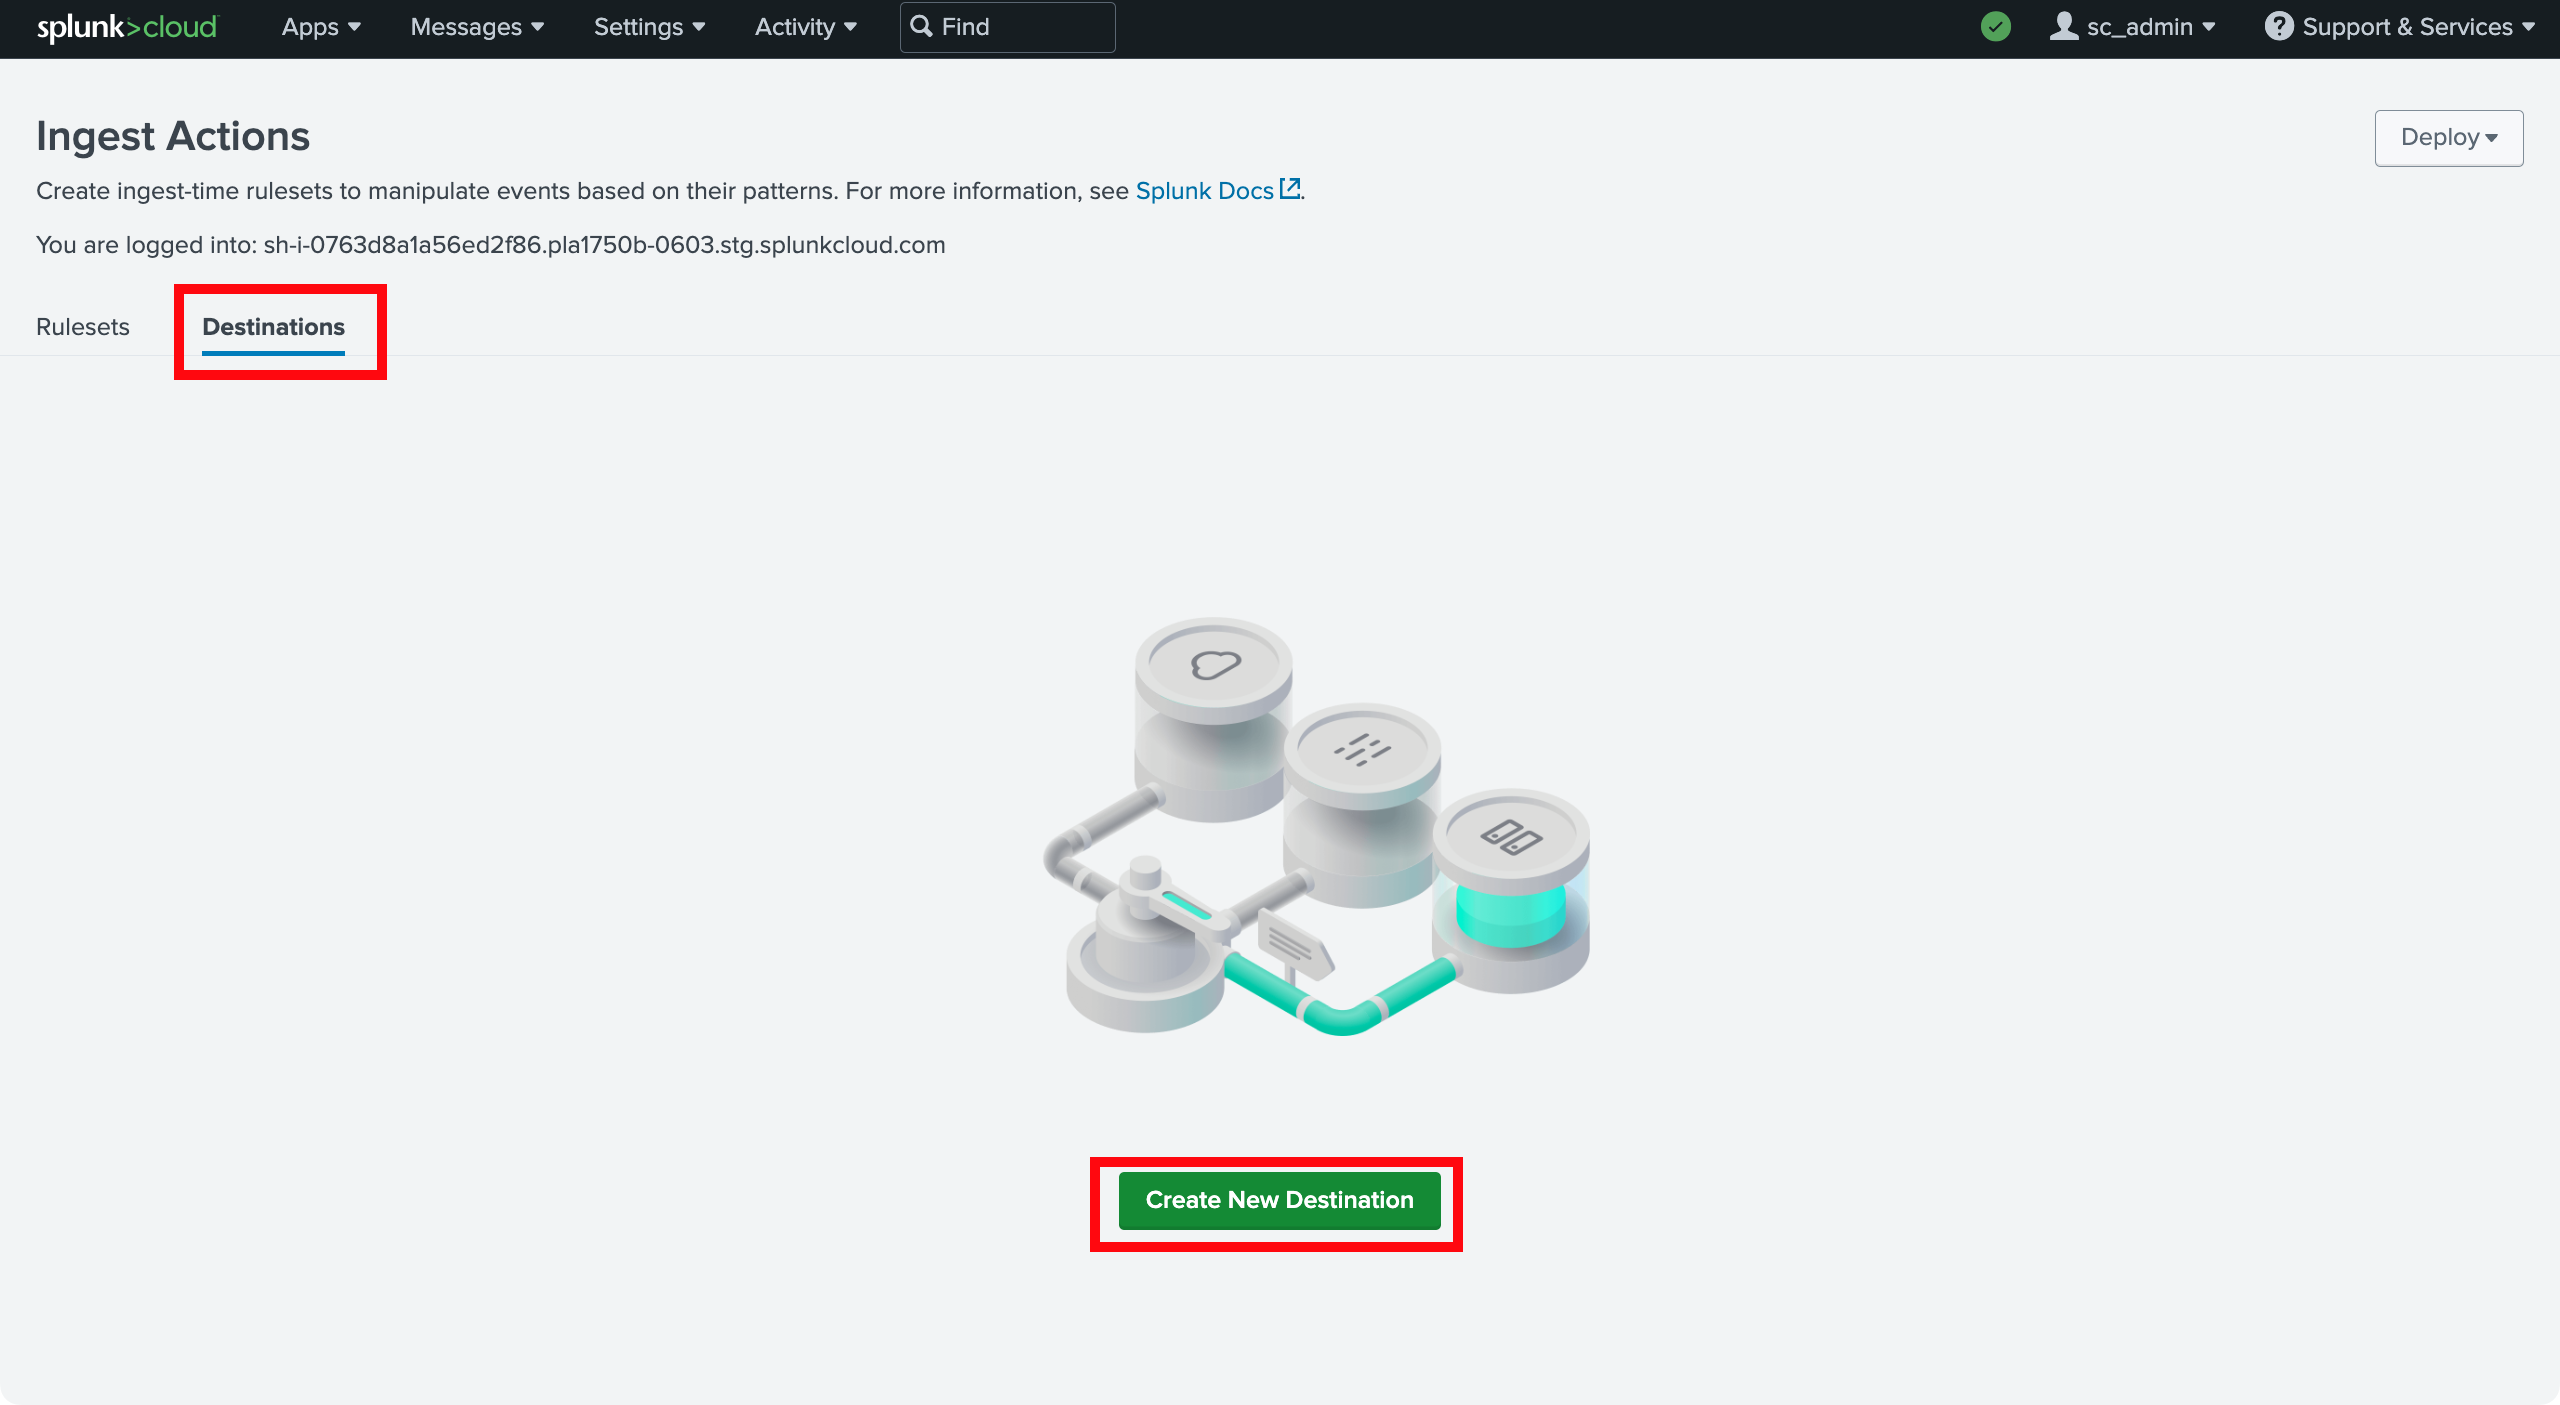 splunk>cloud Apps Messages Settings Activity Find sc_admin Support & Services
Ingest Actions
Deploy
Create ingest-time rulesets to manipulate events based on their patterns. For more information, see Splunk Docs.
You are logged into: sh-i-0763d8a1a56ed2f86.pla1750b-0603.stg.splunkcloud.com
Rulesets Destinations
Create New Destination